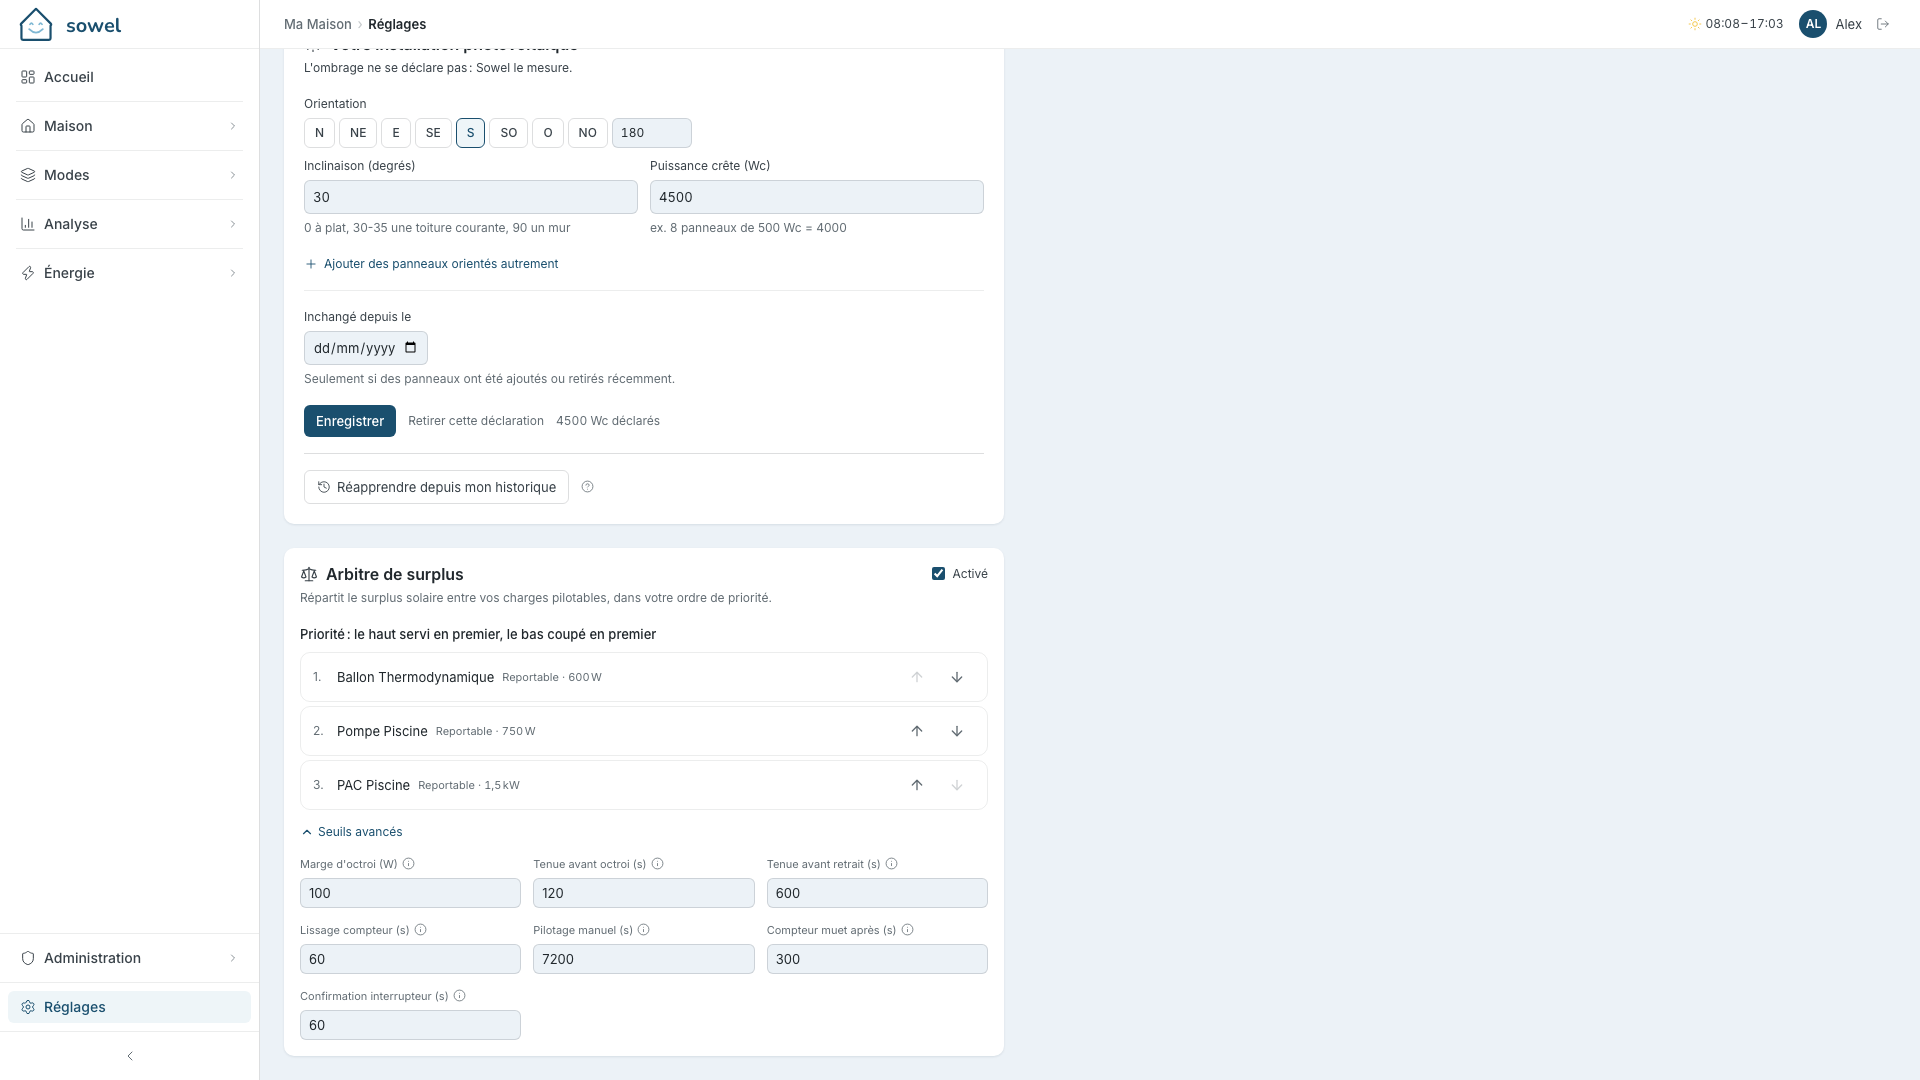 sowel
Ma Maison › Réglages
08:08–17:03
AL
Alex
Accueil
Maison
Modes
Analyse
Énergie
Administration
Réglages
Votre installation photovoltaïque
L'ombrage ne se déclare pas : Sowel le mesure.
Orientation
N NE E SE S SO O NO 180
Inclinaison (degrés) Puissance crête (Wc)
30 4500
0 à plat, 30-35 une toiture courante, 90 un mur ex. 8 panneaux de 500 Wc = 4000
Ajouter des panneaux orientés autrement
Inchangé depuis le
dd/mm/yyyy
Seulement si des panneaux ont été ajoutés ou retirés récemment.
Enregistrer Retirer cette déclaration 4500 Wc déclarés
Réapprendre depuis mon historique
Arbitre de surplus Activé
Répartit le surplus solaire entre vos charges pilotables, dans votre ordre de priorité.
Priorité : le haut servi en premier, le bas coupé en premier
1. Ballon Thermodynamique Reportable · 600 W
2. Pompe Piscine Reportable · 750 W
3. PAC Piscine Reportable · 1,5 kW
Seuils avancés
Marge d'octroi (W) Tenue avant octroi (s) Tenue avant retrait (s)
100 120 600
Lissage compteur (s) Pilotage manuel (s) Compteur muet après (s)
60 7200 300
Confirmation interrupteur (s)
60